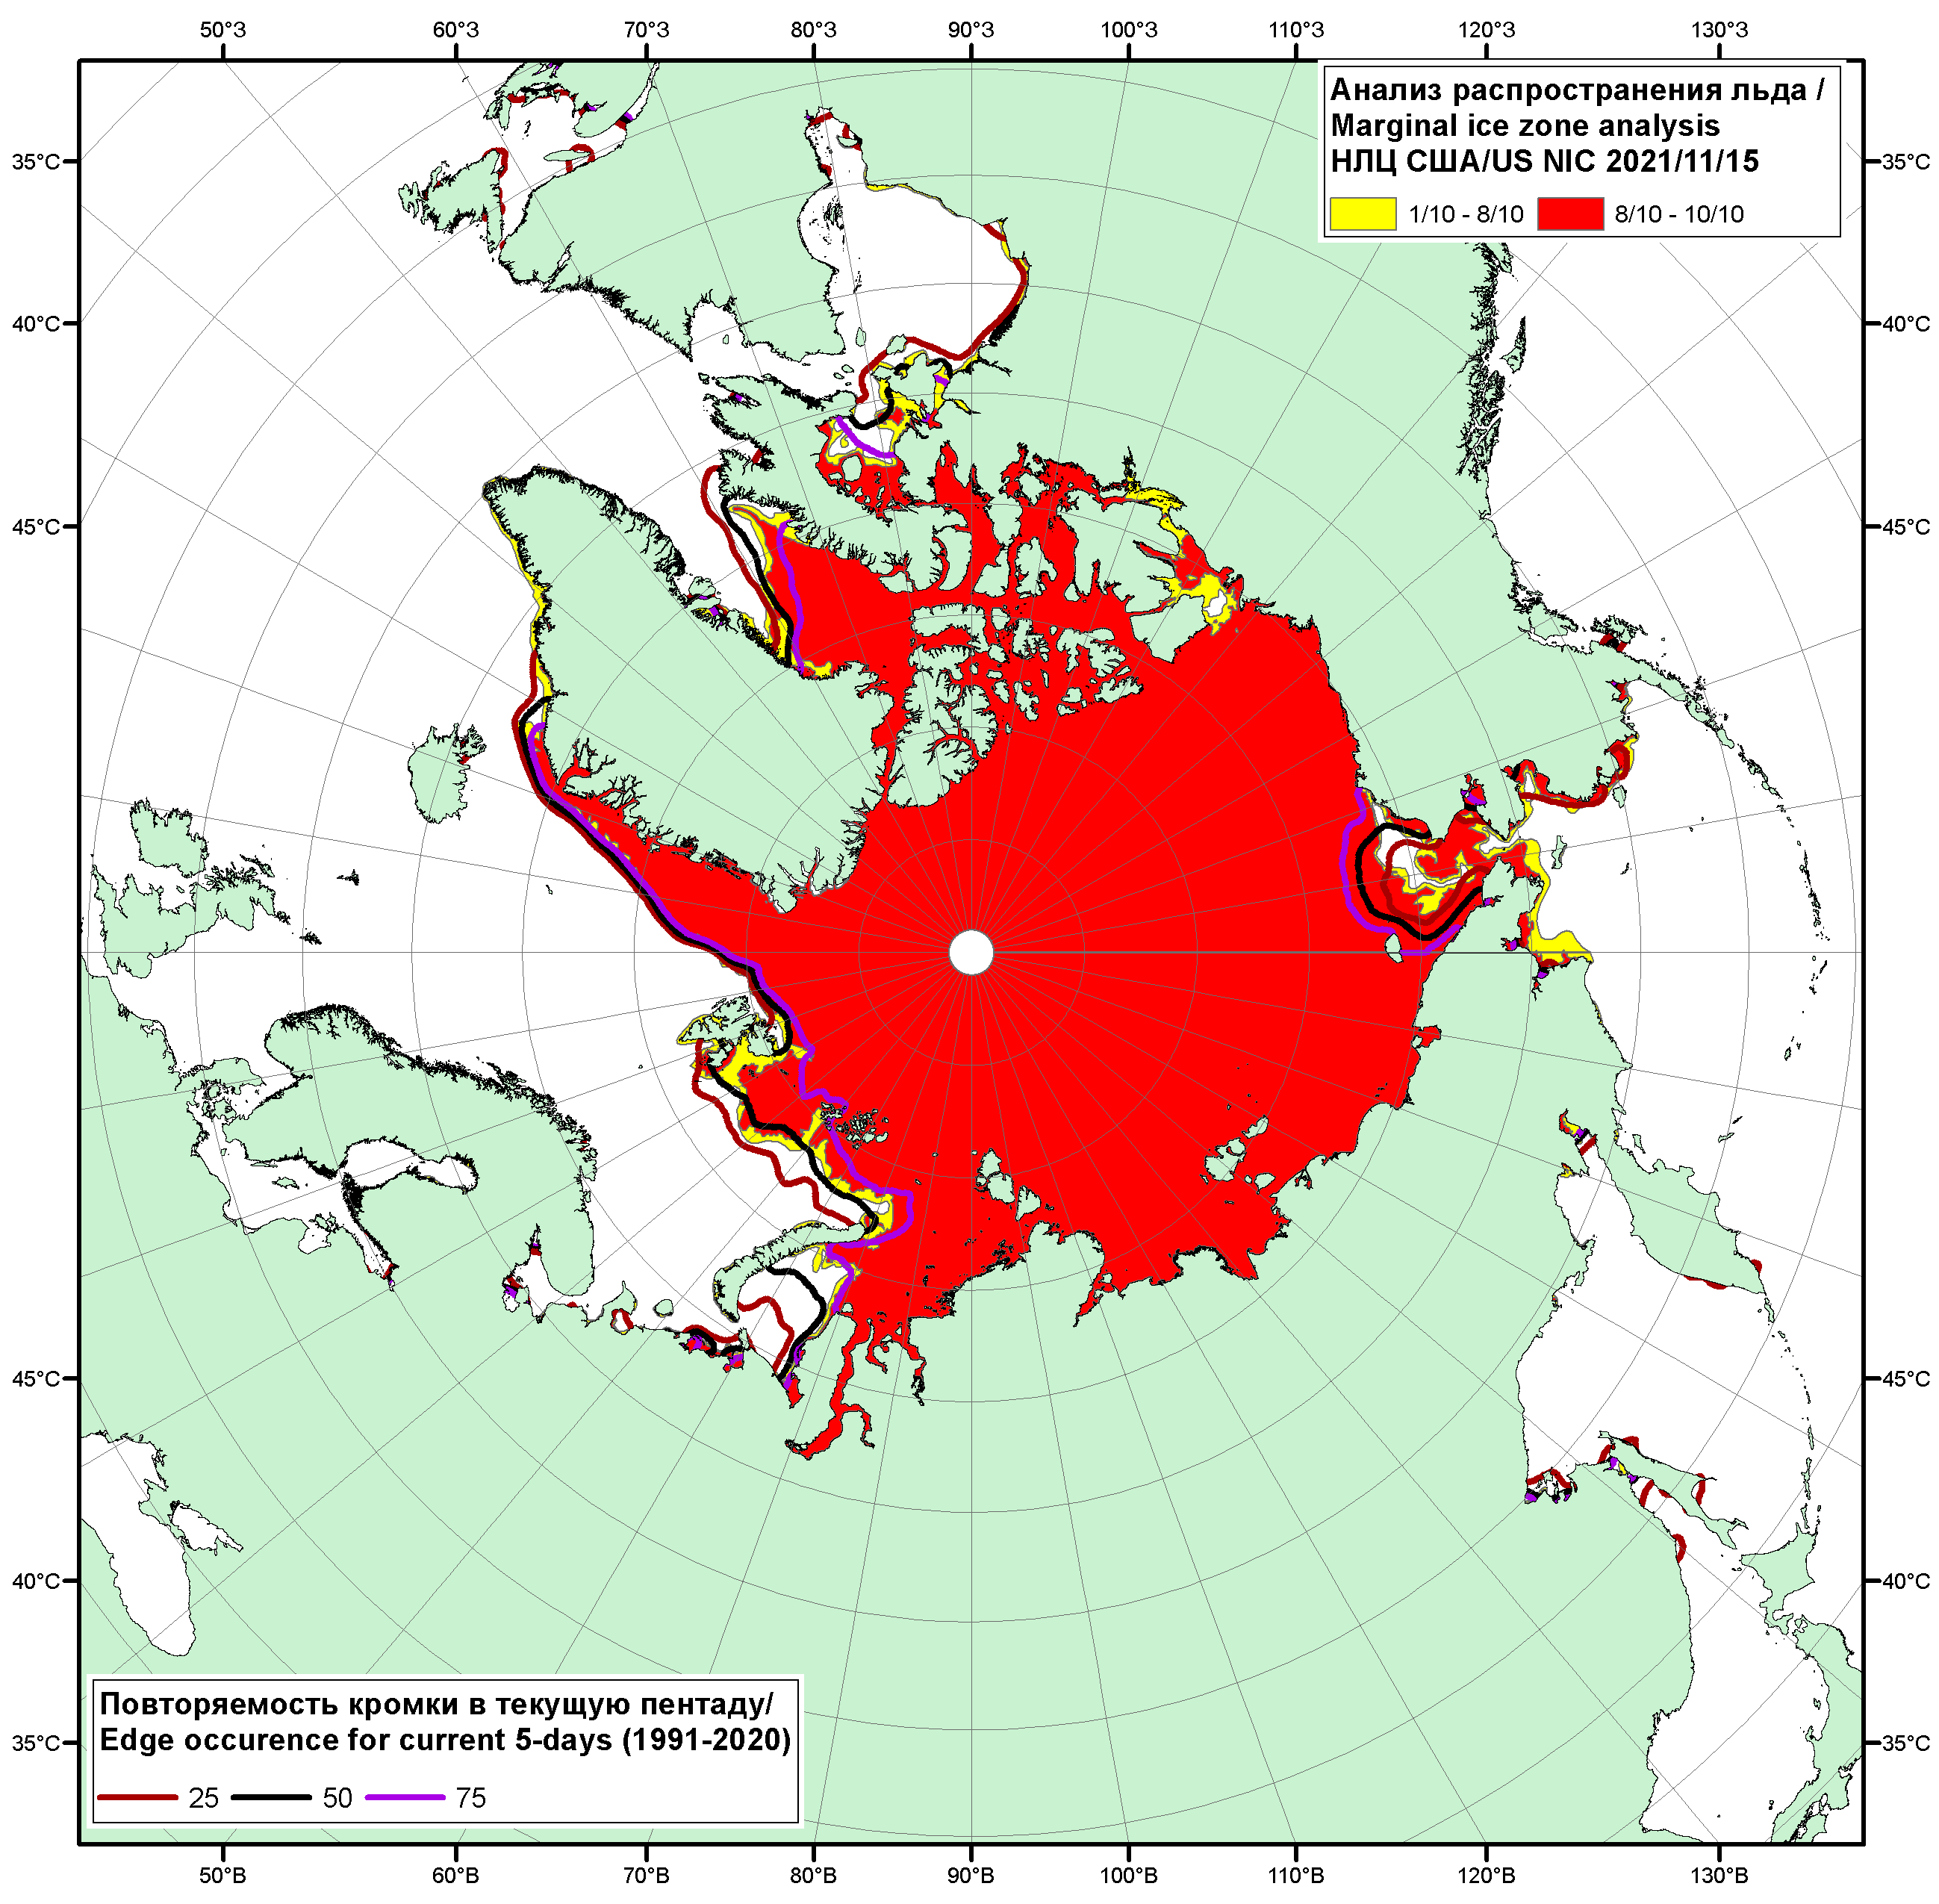 50°З 60°З 70°З 80°З 90°З 100°З 110°З 120°З 130°З
Анализ распространения льда /
Marginal ice zone analysis
НЛЦ США/US NIC 2021/11/15
1/10 - 8/10 8/10 - 10/10
35°С 35°С
40°С 40°С
45°С 45°С
45°С 45°С
40°С 40°С
35°С 35°С
Повторяемость кромки в текущую пентаду/
Edge occurence for current 5-days (1991-2020)
25 50 75
50°В 60°В 70°В 80°В 90°В 100°В 110°В 120°В 130°В